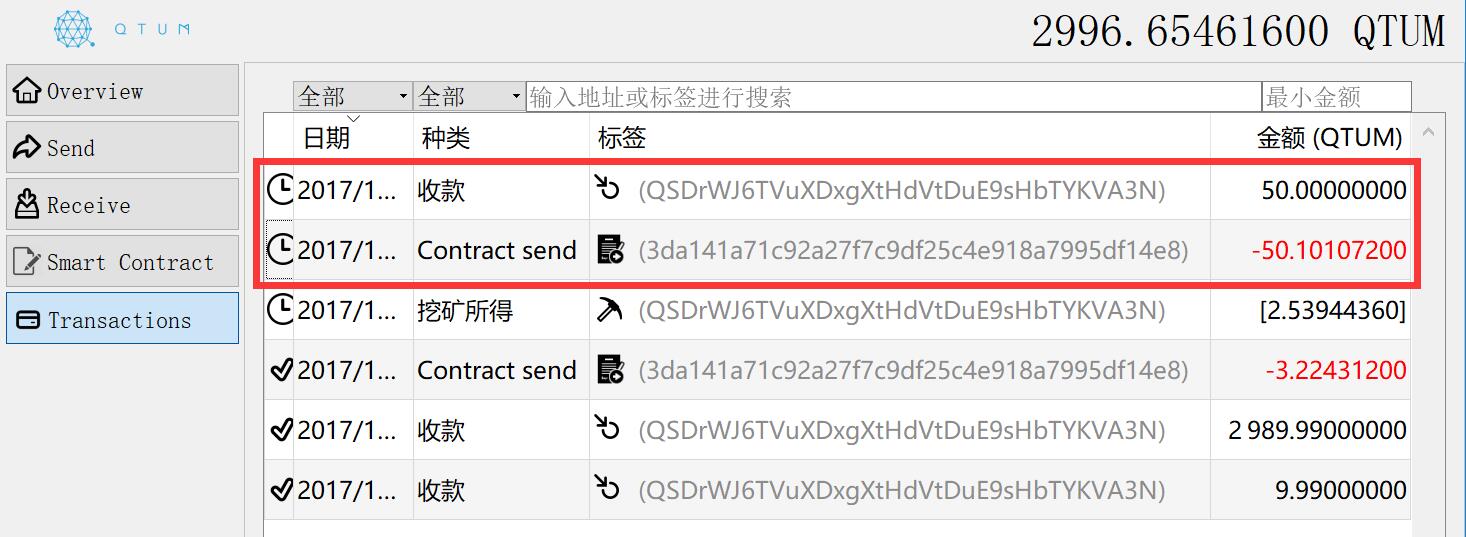 QTUM
2996.65461600 QTUM
Overview
Send
Receive
Smart Contract
Transactions
全部 全部 输入地址或标签进行搜索 最小金额
日期 种类 标签 金额 (QTUM)
2017/1... 收款 (QSDrWJ6TVuXDxgXtHdVtDuE9sHbTYKVA3N) 50.00000000
2017/1... Contract send (3da141a71c92a27f7c9df25c4e918a7995df14e8) -50.10107200
2017/1... 挖矿所得 (QSDrWJ6TVuXDxgXtHdVtDuE9sHbTYKVA3N) [2.53944360]
2017/1... Contract send (3da141a71c92a27f7c9df25c4e918a7995df14e8) -3.22431200
2017/1... 收款 (QSDrWJ6TVuXDxgXtHdVtDuE9sHbTYKVA3N) 2 989.99000000
2017/1... 收款 (QSDrWJ6TVuXDxgXtHdVtDuE9sHbTYKVA3N) 9.99000000